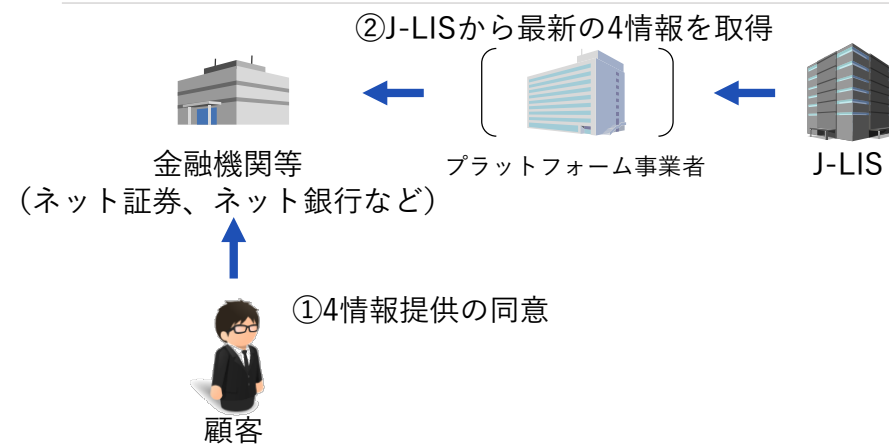 ②J-LISから最新の4情報を取得
金融機関等
（ネット証券、ネット銀行など）
プラットフォーム事業者
J-LIS
①4情報提供の同意
顧客